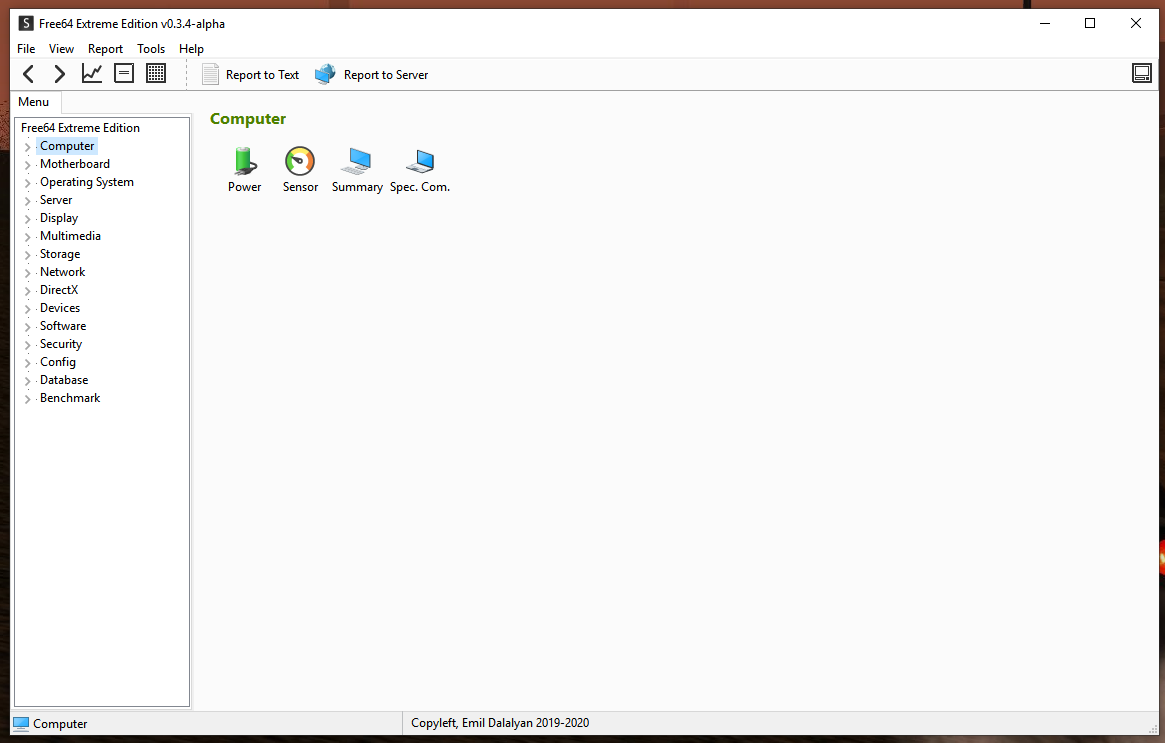 S Free64 Extreme Edition v0.3.4-alpha
File View Report Tools Help
Report to Text Report to Server
Menu
Free64 Extreme Edition
Computer
Motherboard
Operating System
Server
Display
Multimedia
Storage
Network
DirectX
Devices
Software
Security
Config
Database
Benchmark
Computer
Power Sensor Summary Spec. Com.
Computer Copyleft, Emil Dalalyan 2019-2020